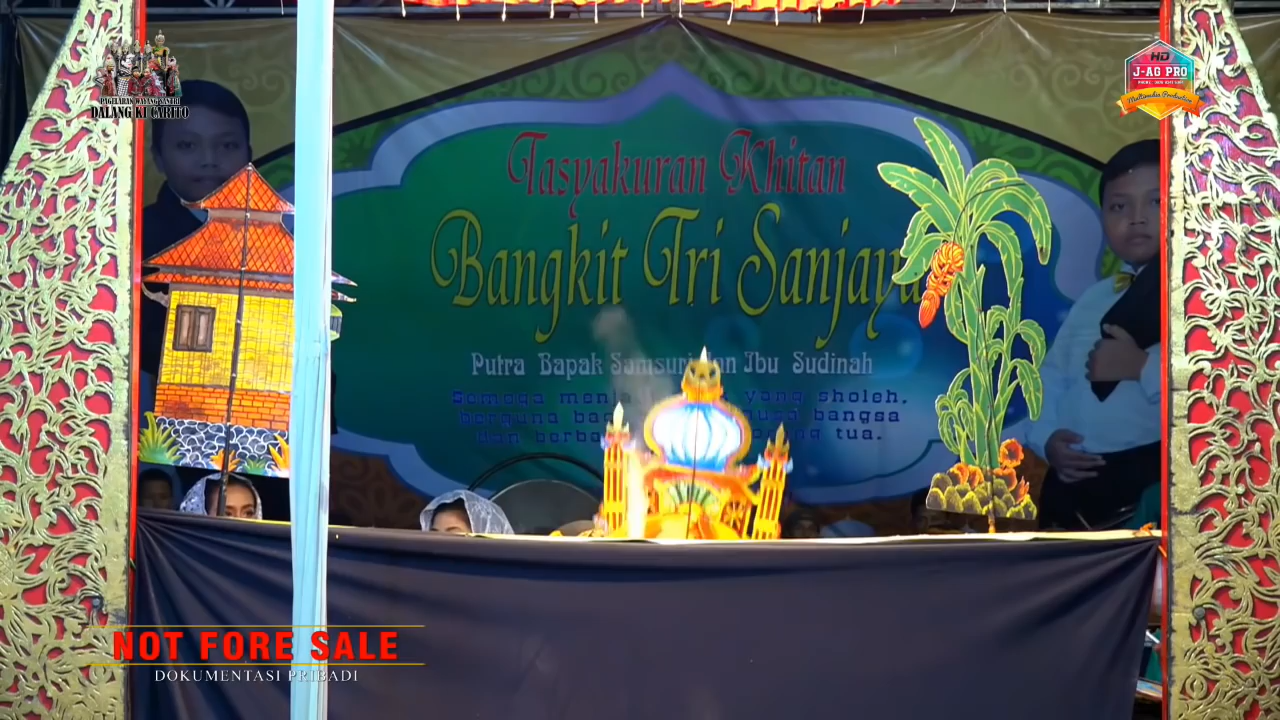 PAGELARAN WAYANG SANTRI
DALANG KI CARITO
HD
J-AG PRO
Multimedia Production
Tasyakuran Khitan
Bangkit Tri Sanjaya
Putra Bapak Samsuri dan Ibu Sudinah
Semoga yang sholeh,
berguna bangsa
dan tua.
NOT FORE SALE
DOKUMENTASI PRIBADI